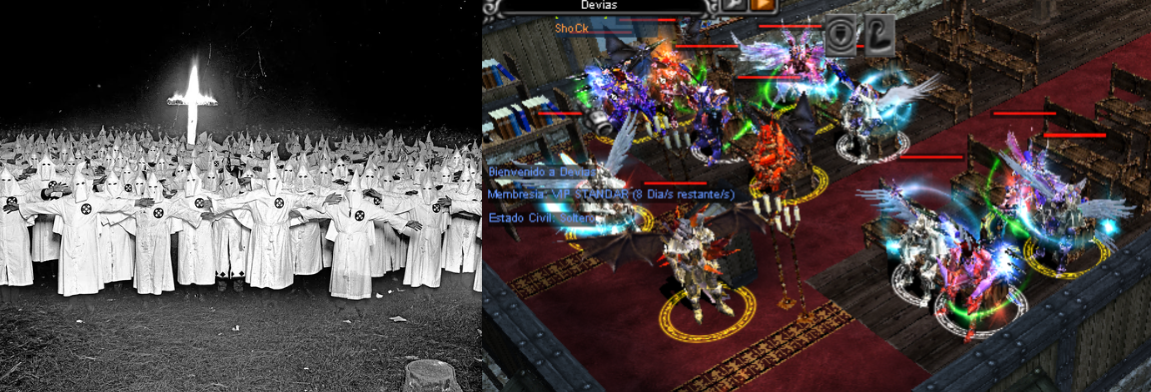 Devias
ShoCk
Bienvenido a Devias
Membresia: VIP STANDAR (8 Dia/s restante/s)
Estado Civil: Soltero